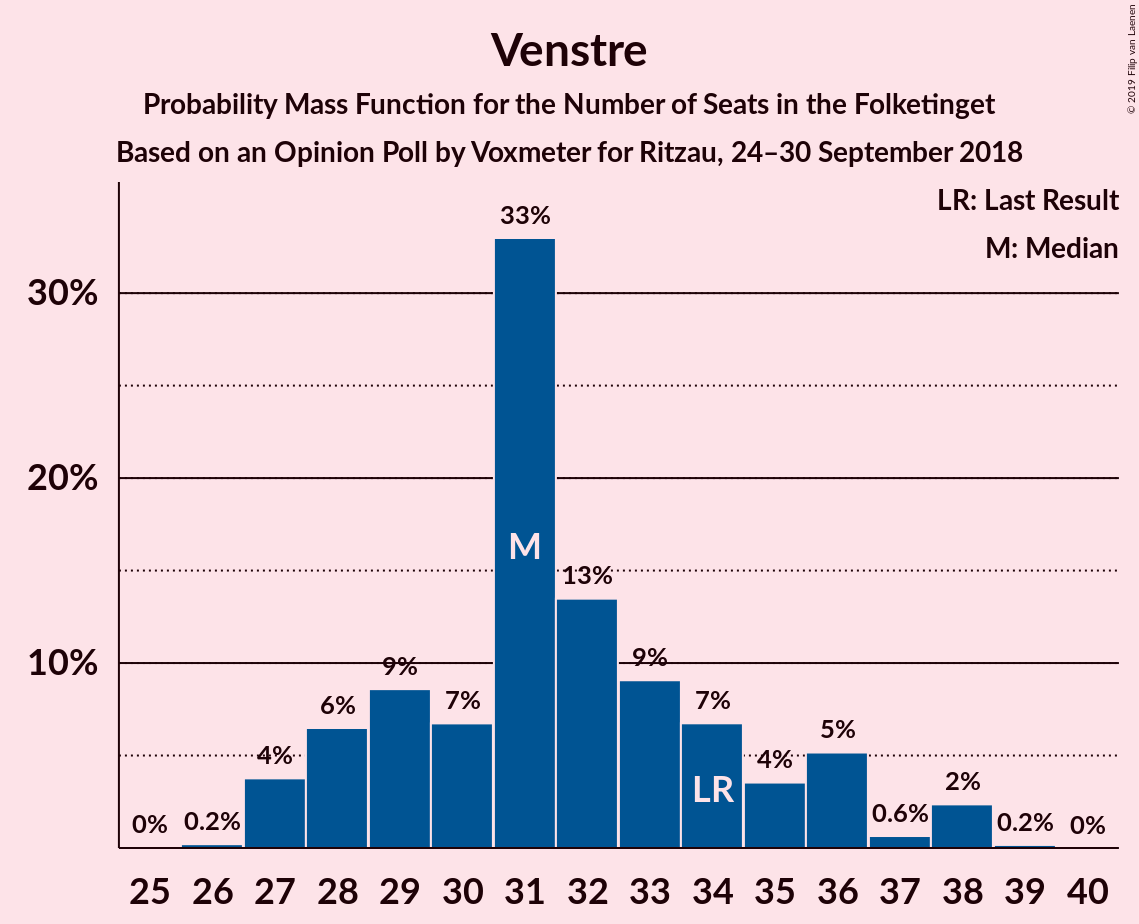 Venstre
Probability Mass Function for the Number of Seats in the Folketinget
Based on an Opinion Poll by Voxmeter for Ritzau, 24–30 September 2018
© 2019 Filip van Laenen
LR: Last Result
M: Median
30%
20%
10%
0%
0.2%
4%
6%
9%
7%
33%
13%
9%
7%
4%
5%
0.6%
2%
0.2%
0%
M
LR
25 26 27 28 29 30 31 32 33 34 35 36 37 38 39 40